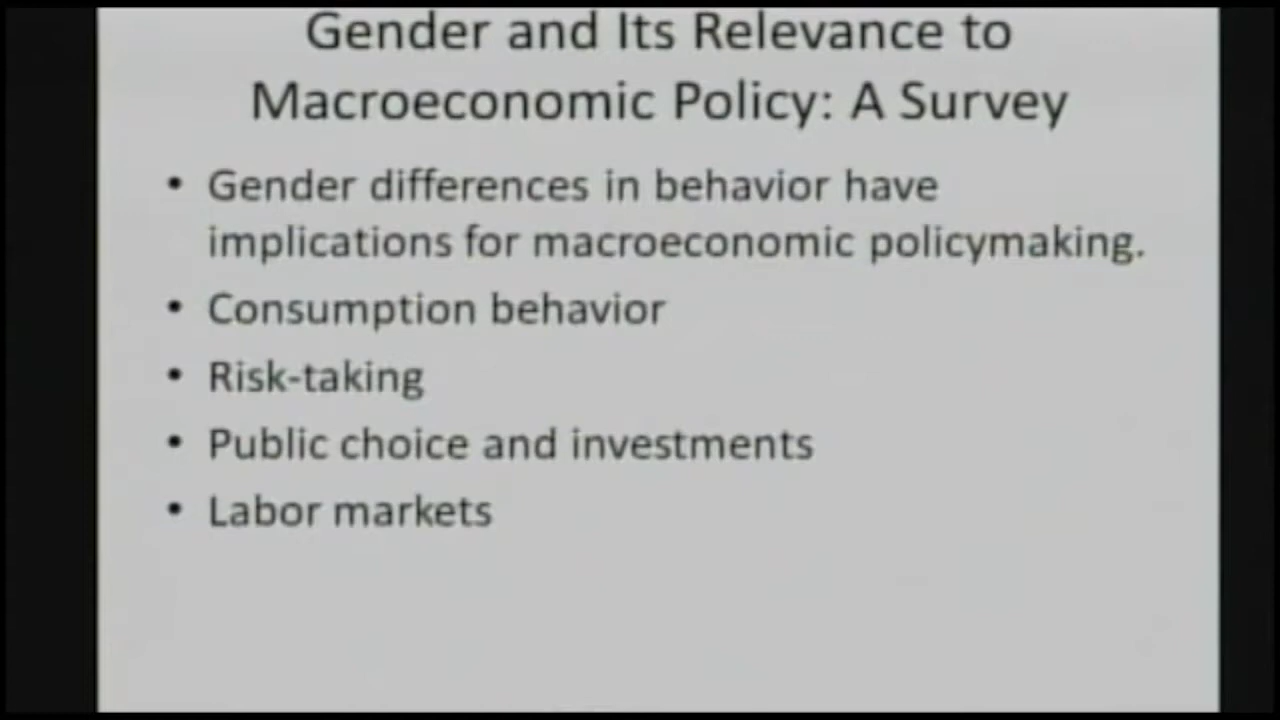 Gender and Its Relevance to
Macroeconomic Policy: A Survey
• Gender differences in behavior have
implications for macroeconomic policymaking.
• Consumption behavior
• Risk-taking
• Public choice and investments
• Labor markets